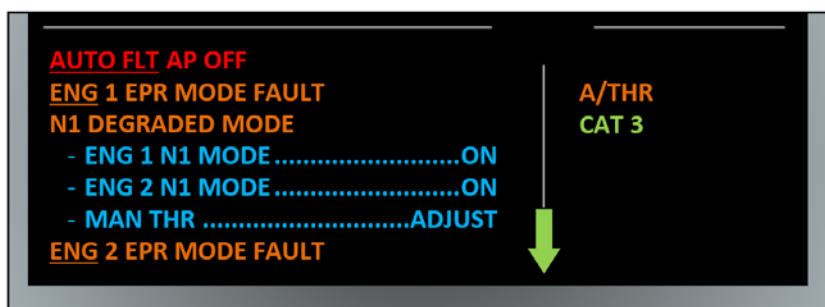 AUTO FLT AP OFF
ENG 1 EPR MODE FAULT
N1 DEGRADED MODE
- ENG 1 N1 MODE..........................ON
- ENG 2 N1 MODE..........................ON
- MAN THR .............................ADJUST
ENG 2 EPR MODE FAULT
A/THR
CAT 3